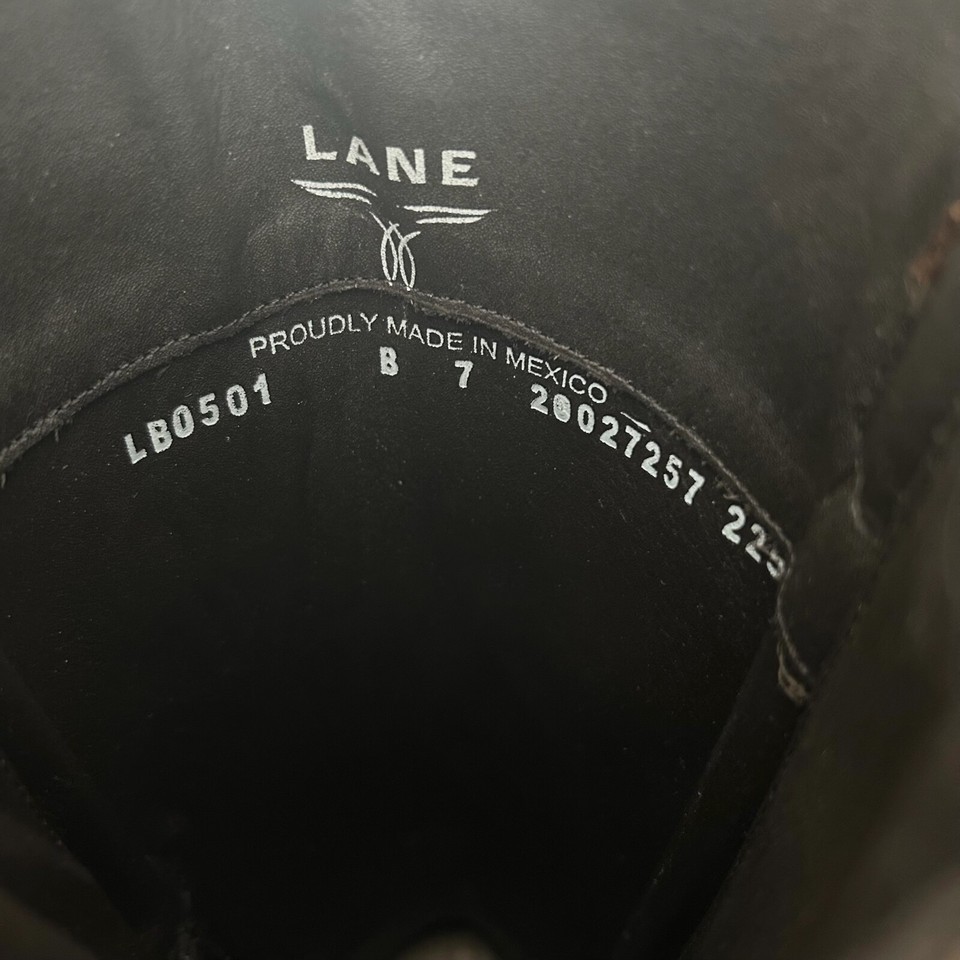 LANE
PROUDLY MADE IN MEXICO
LB0501 B 7 20027257